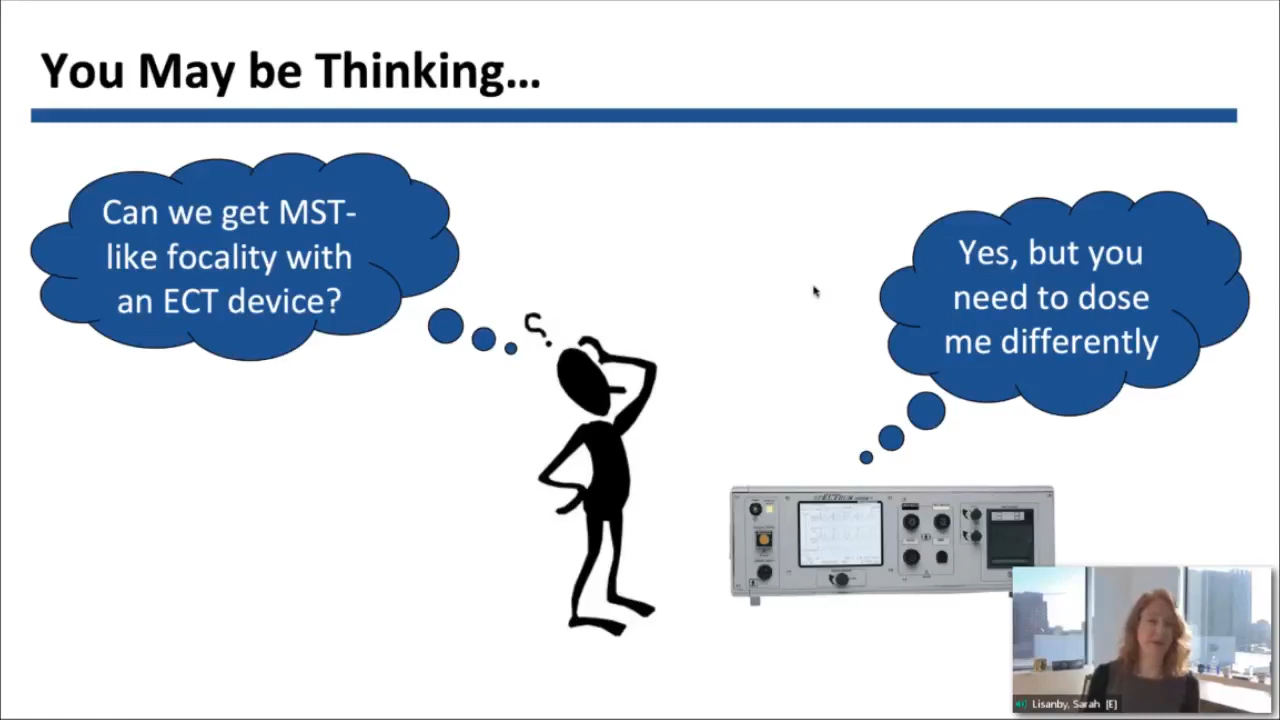 You May be Thinking...
Can we get MST-
like focality with
an ECT device?
Yes, but you
need to dose
me differently
?
Lisanby, Sarah [E]